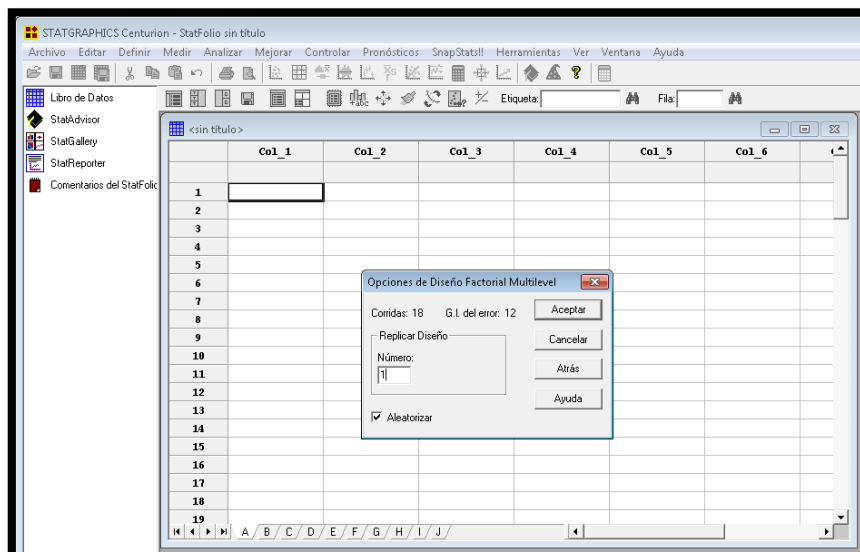 STATGRAPHICS Centurion - StatFolio sin título
Archivo Editar Definir Medir Analizar Mejorar Controlar Pronósticos SnapStats!! Herramientas Ver Ventana Ayuda
Etiqueta: Fila:
Libro de Datos
StatAdvisor
StatGallery
StatReporter
Comentarios del StatFolio
<sin título>
Col_1 Col_2 Col_3 Col_4 Col_5 Col_6
1
2
3
4
5
6
7
8
9
10
11
12
13
14
15
16
17
18
19
Opciones de Diseño Factorial Multilevel
Corridas: 18 G.l. del error: 12 Aceptar
Replicar Diseño Cancelar
Número:
1 Atrás
Ayuda
Aleatorizar
A / B / C / D / E / F / G / H / I / J /